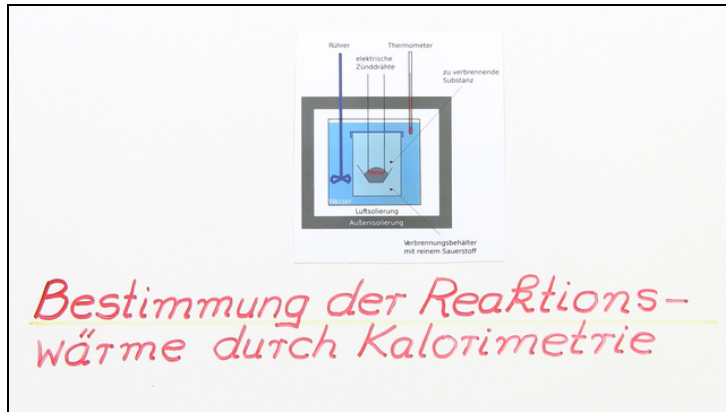 Rührer
Thermometer
elektrische
Zünddrähte
zu verbrennende
Substanz
Wasser
Luftsolierung
Außenisolierung
Verbrennungsbehälter
mit reinem Sauerstoff
Bestimmung der Reaktions-
wärme durch Kalorimetrie